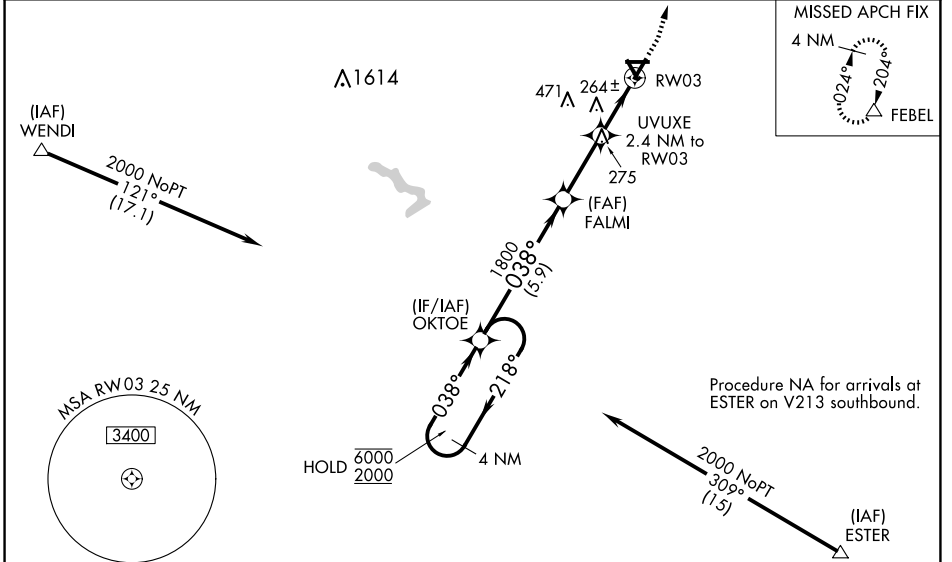 MISSED APCH FIX
4 NM
024°
204°
FEBEL
1614
471
264±
RW03
UVUXE
2.4 NM to
RW03
275
(IAF)
WENDI
2000 NoPT
121°
(17.1)
(FAF)
FALMI
1800
038°
(5.9)
(IF/IAF)
OKTOE
038°
218°
HOLD 6000
2000
4 NM
MSA RW03 25 NM
3400
Procedure NA for arrivals at
ESTER on V213 southbound.
2000 NoPT
309°
(15)
(IAF)
ESTER